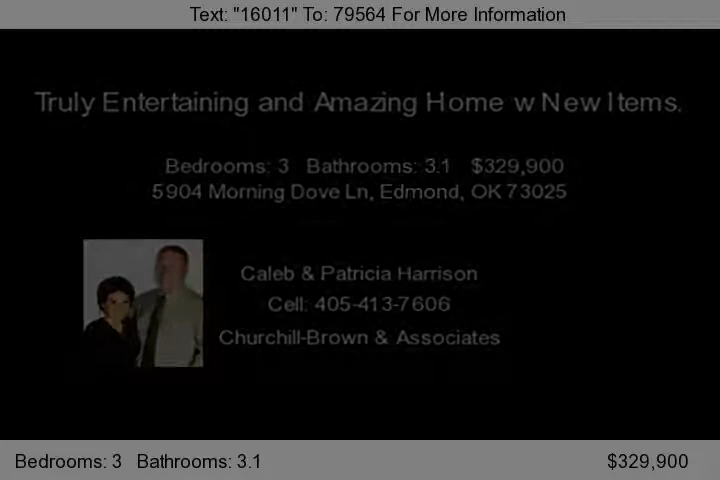 Text: "16011" To: 79564 For More Information
Truly Entertaining and Amazing Home w New Items.
Bedrooms: 3 Bathrooms: 3.1 $329,900
5904 Morning Dove Ln, Edmond, OK 73025
Caleb & Patricia Harrison
Cell: 405-413-7606
Churchill-Brown & Associates
Bedrooms: 3 Bathrooms: 3.1 $329,900